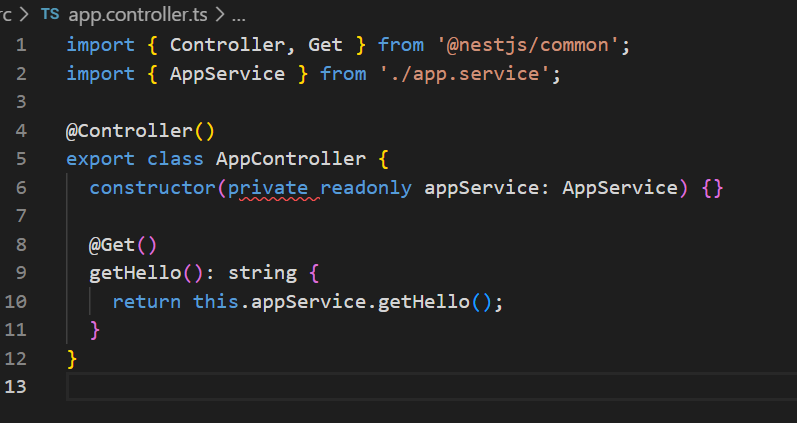 rc > TS app.controller.ts > ...
1 import { Controller, Get } from '@nestjs/common';
2 import { AppService } from './app.service';
3
4 @Controller()
5 export class AppController {
6 constructor(private readonly appService: AppService) {}
7
8 @Get()
9 getHello(): string {
10 return this.appService.getHello();
11 }
12 }
13